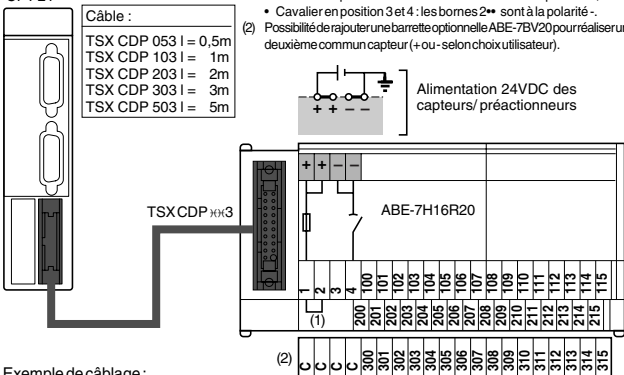 Câble :
TSX CDP 053 l = 0,5m
TSX CDP 103 l = 1m
TSX CDP 203 l = 2m
TSX CDP 303 l = 3m
TSX CDP 503 l = 5m
• Cavalier en position 3 et 4 : les bornes 2•• sont à la polarité -.
(2) Possibilité de rajouter une barrette optionnelle ABE-7BV20 pour réaliser un
deuxième commun capteur (+ ou - selon choix utilisateur).
+ + – –
Alimentation 24VDC des
capteurs/ préactionneurs
+ + – –
TSX CDP ××3
ABE-7H16R20
1 2 3 4 100 101 102 103 104 105 106 107 108 109 110 111 112 113 114 115
(1) 200 201 202 203 204 205 206 207 208 209 210 211 212 213 214 215
(2) C C C C 300 301 302 303 304 305 306 307 308 309 310 311 312 313 314 315
Exemple de câblage :